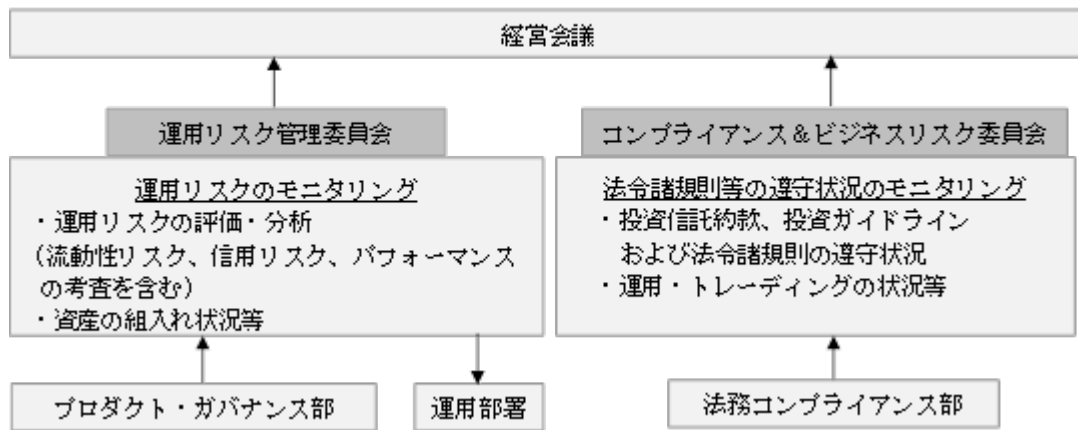 経営会議
運用リスク管理委員会
運用リスクのモニタリング
・運用リスクの評価・分析
(流動性リスク、信用リスク、パフォーマンス
の考査を含む)
・資産の組入れ状況等
プロダクト・ガバナンス部
運用部署
コンプライアンス&ビジネスリスク委員会
法令諸規則等の遵守状況のモニタリング
・投資信託約款、投資ガイドライン
および法令諸規則の遵守状況
・運用・トレーディングの状況等
法務コンプライアンス部